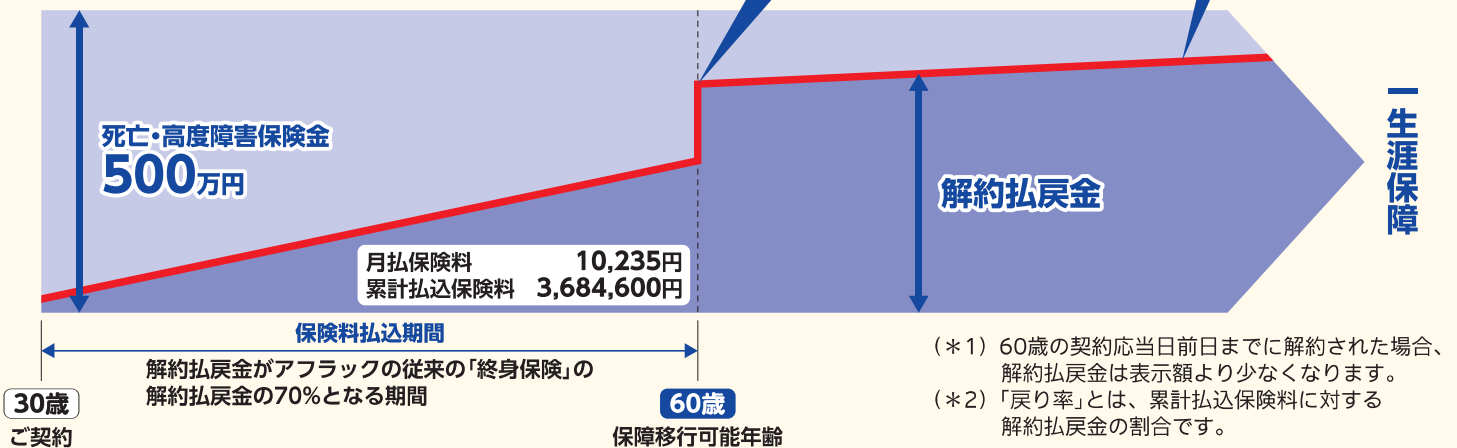 死亡・高度障害保険金
500万円
月払保険料 10,235円
累計払込保険料 3,684,600円
解約払戻金
一生涯保障
保険料払込期間
解約払戻金がアフラックの従来の「終身保険」の
解約払戻金の70%となる期間
30歳
ご契約
60歳
保障移行可能年齢
(＊1) 60歳の契約応当日前日までに解約された場合、
解約払戻金は表示額より少なくなります。
(＊2)「戻り率」とは、累計払込保険料に対する
解約払戻金の割合です。